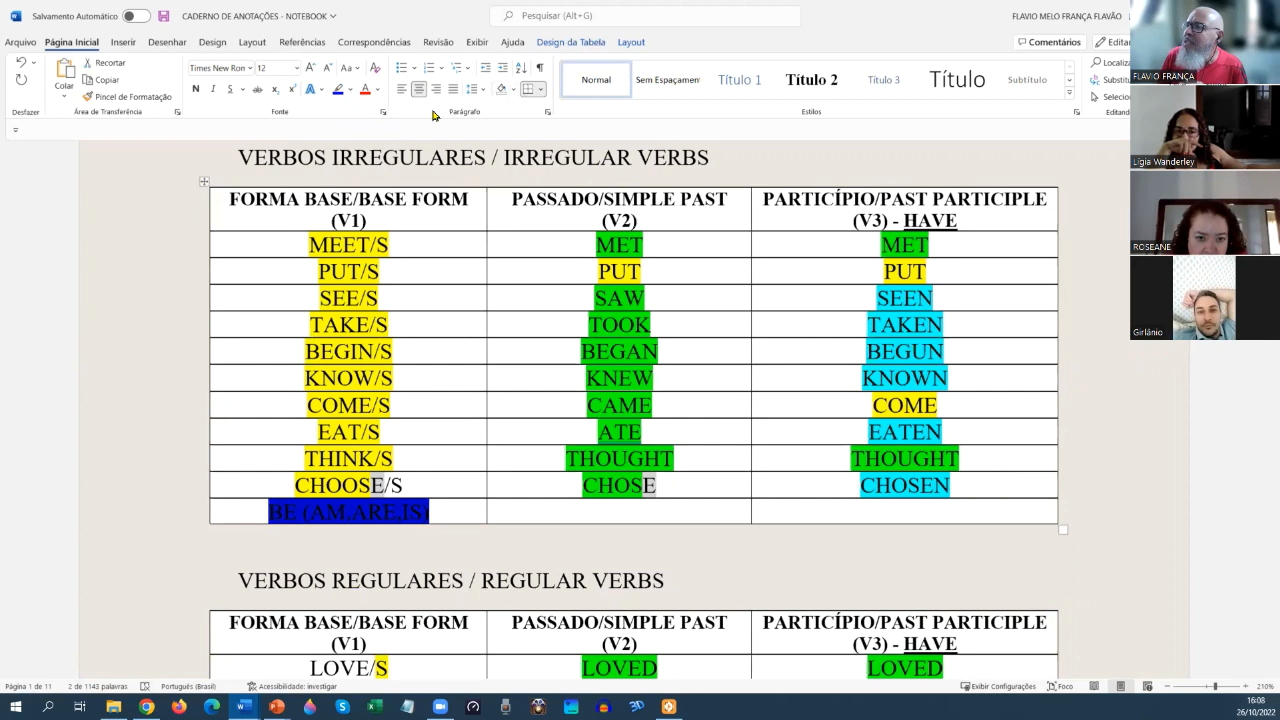 Salvamento Automático
CADERNO DE ANOTAÇÕES - NOTEBOOK
Pesquisar (Alt+G)
FLAVIO MELO FRANÇA FLAVÃO
Arquivo Página Inicial Inserir Desenhar Design Layout Referências Correspondências Revisão Exibir Ajuda Design da Tabela Layout
Comentários
Recortar
Copiar
Pincel de Formatação
Colar
Desfazer
Área de Transferência
Times New Ron 12
Fonte
Parágrafo
Normal
Sem Espaçamen
Título 1
Título 2
Título 3
Título
Subtítulo
Estilos
FLAVIO FRANÇA
Lígia Wanderley
ROSEANE
Girlânio
VERBOS IRREGULARES / IRREGULAR VERBS
FORMA BASE/BASE FORM (V1) PASSADO/SIMPLE PAST (V2) PARTICÍPIO/PAST PARTICIPLE (V3) - HAVE
MEET/S MET MET
PUT/S PUT PUT
SEE/S SAW SEEN
TAKE/S TOOK TAKEN
BEGIN/S BEGAN BEGUN
KNOW/S KNEW KNOWN
COME/S CAME COME
EAT/S ATE EATEN
THINK/S THOUGHT THOUGHT
CHOOSE/S CHOSE CHOSEN
BE (AM.ARE.IS)
VERBOS REGULARES / REGULAR VERBS
FORMA BASE/BASE FORM (V1) PASSADO/SIMPLE PAST (V2) PARTICÍPIO/PAST PARTICIPLE (V3) - HAVE
LOVE/S LOVED LOVED
Página 1 de 11 2 de 1143 palavras Português (Brasil) Acessibilidade: investigar
Exibir Configurações Foco 210%
16:08
26/10/2022